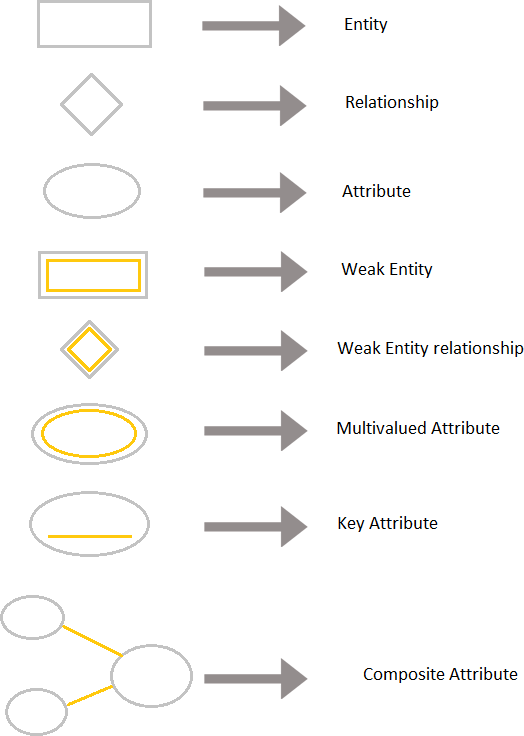 Entity
Relationship
Attribute
Weak Entity
Weak Entity relationship
Multivalued Attribute
Key Attribute
Composite Attribute